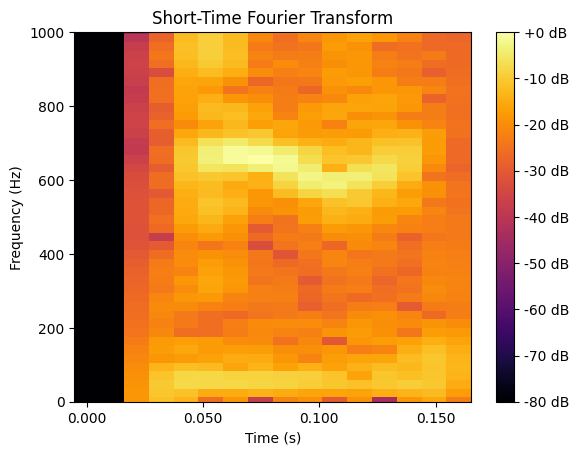 Short-Time Fourier Transform
1000
800
600
400
200
0
Frequency (Hz)
0.000
0.050
0.100
0.150
Time (s)
+0 dB
-10 dB
-20 dB
-30 dB
-40 dB
-50 dB
-60 dB
-70 dB
-80 dB